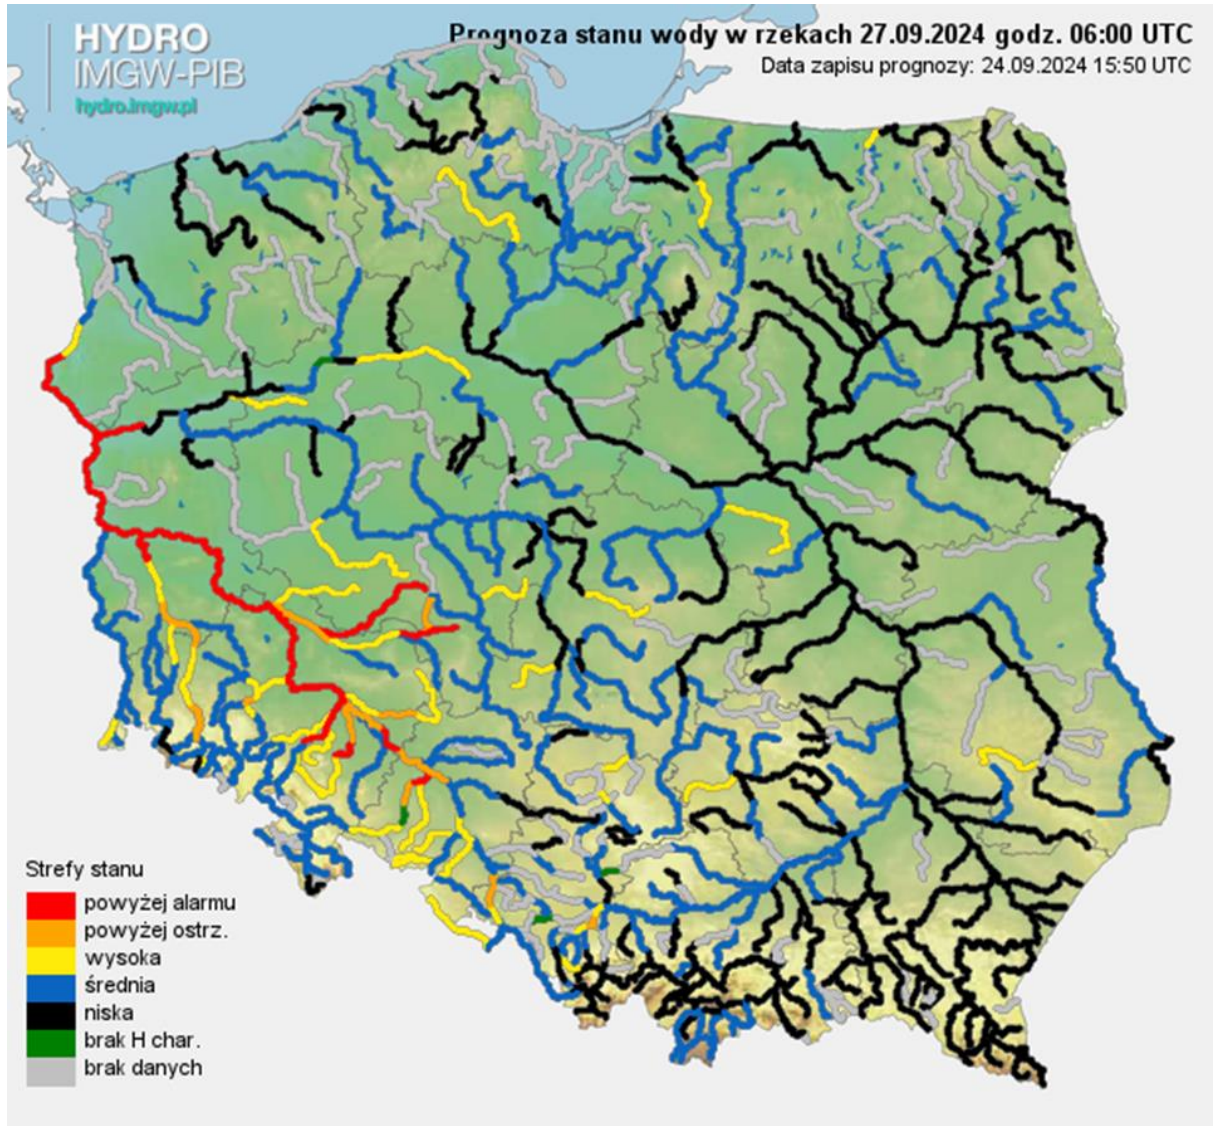 HYDRO
IMGW-PIB
hydro.imgw.pl
Prognoza stanu wody w rzekach 27.09.2024 godz. 06:00 UTC
Data zapisu prognozy: 24.09.2024 15:50 UTC
Strefy stanu
powyżej alarmu
powyżej ostrz.
wysoka
średnia
niska
brak H char.
brak danych